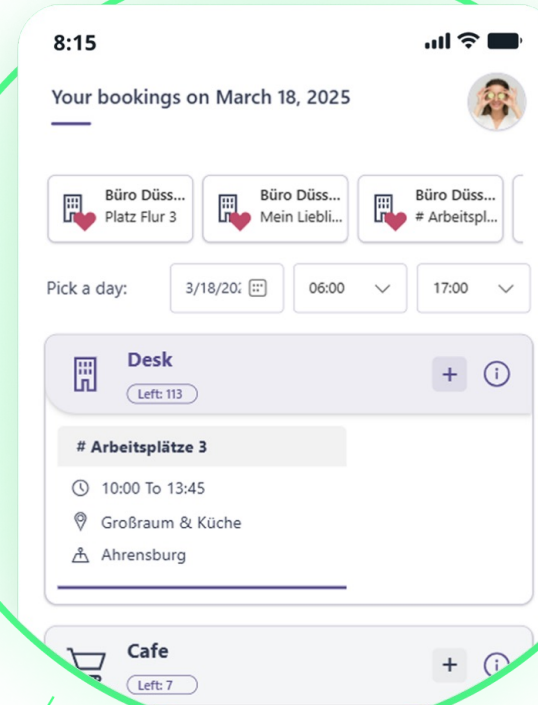 8:15
Your bookings on March 18, 2025
Büro Düss...
Platz Flur 3
Büro Düss...
Mein Liebli...
Büro Düss...
# Arbeitspl...
Pick a day:
3/18/202
06:00
17:00
Desk
Left: 113
+
# Arbeitsplätze 3
10:00 To 13:45
Großraum & Küche
Ahrensburg
Cafe
Left: 7
+